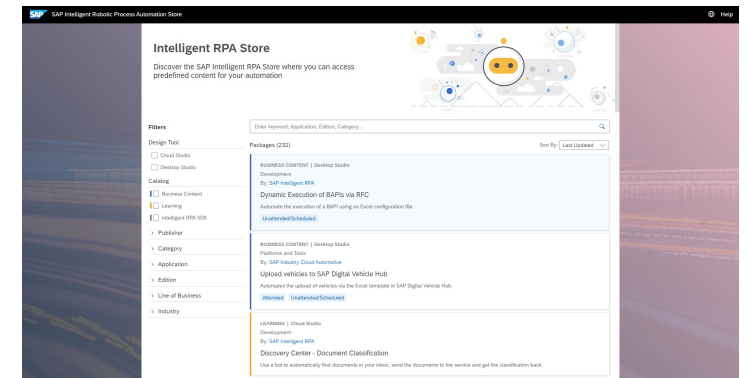 SAP SAP Intelligent Robotic Process Automation Store
Help
Intelligent RPA Store
Discover the SAP Intelligent RPA Store where you can access
predefined content for your automation
Filters
Enter keyword, Application, Edition, Category...
Design Tool
Cloud Studio
Desktop Studio
Catalog
Business Content
Learning
Intelligent RPA SDK
> Publisher
> Category
> Application
> Edition
> Line of Business
> Industry
Packages (232)
Sort By: Last Updated
BUSINESS CONTENT | Desktop Studio
Development
By: SAP Intelligent RPA
Dynamic Execution of BAPIs via RFC
Automate the execution of a BAPI using an Excel configuration file.
Unattended/Scheduled
BUSINESS CONTENT | Desktop Studio
Platforms and Tools
By: SAP Industry Cloud Automotive
Upload vehicles to SAP Digital Vehicle Hub
Automates the upload of vehicles via the Excel template in SAP Digital Vehicle Hub.
Attended Unattended/Scheduled
LEARNING | Cloud Studio
Development
By: SAP Intelligent RPA
Discovery Center - Document Classification
Use a bot to automatically find documents in your inbox, send the documents to the service and get the classification back.